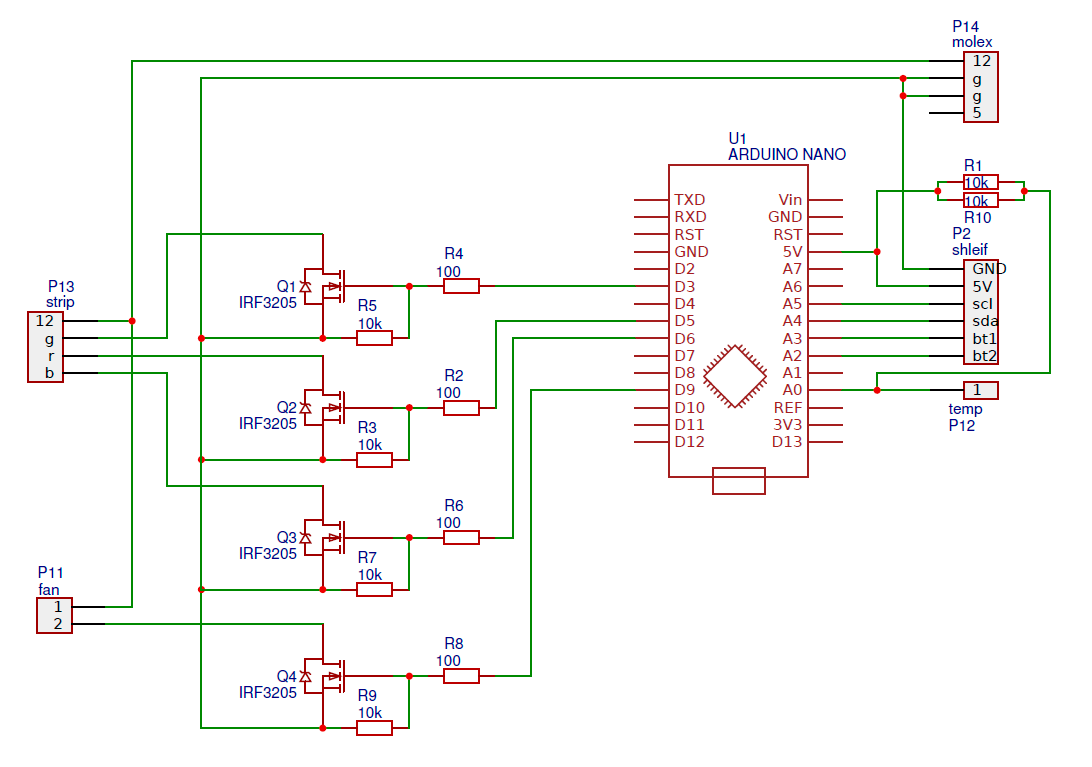 P14
molex
12
g
g
5
U1
ARDUINO NANO
TXD
RXD
RST
GND
D2
D3
D4
D5
D6
D7
D8
D9
D10
D11
D12
Vin
GND
RST
5V
A7
A6
A5
A4
A3
A2
A1
A0
REF
3V3
D13
R1
10k
10k
R10
P2
shleif
GND
5V
scl
sda
bt1
bt2
1
temp
P12
P13
strip
12
g
r
b
Q1
IRF3205
R4
100
R5
10k
Q2
IRF3205
R2
100
R3
10k
Q3
IRF3205
R6
100
R7
10k
P11
fan
1
2
Q4
IRF3205
R8
100
R9
10k